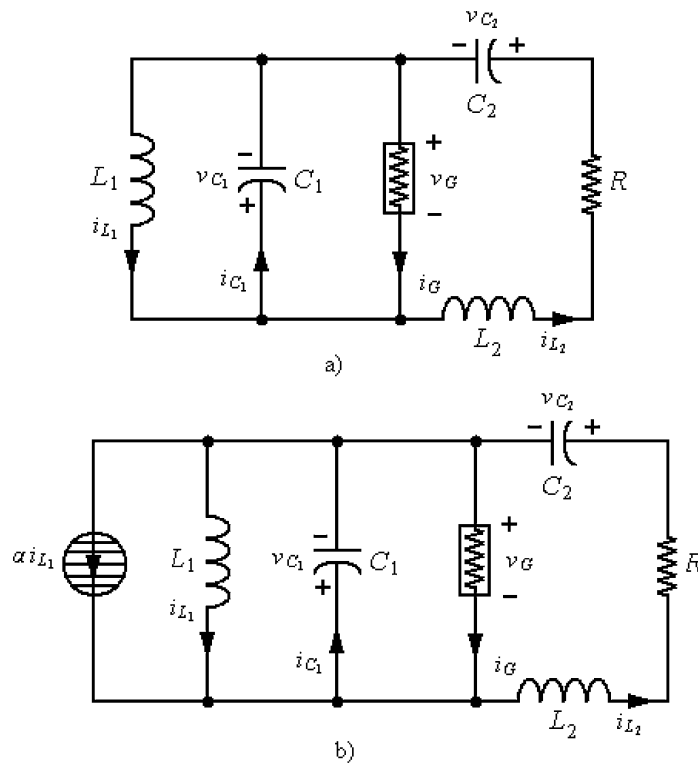 v_{C_2}
− +
C_2
L_1
i_{L_1}
−
v_{C_1}
+
C_1
i_{C_1}
+
v_G
−
i_G
R
L_2
i_{L_2}
a)
v_{C_2}
− +
C_2
αi_{L_1}
L_1
i_{L_1}
−
v_{C_1}
+
C_1
i_{C_1}
+
v_G
−
i_G
R
L_2
i_{L_2}
b)